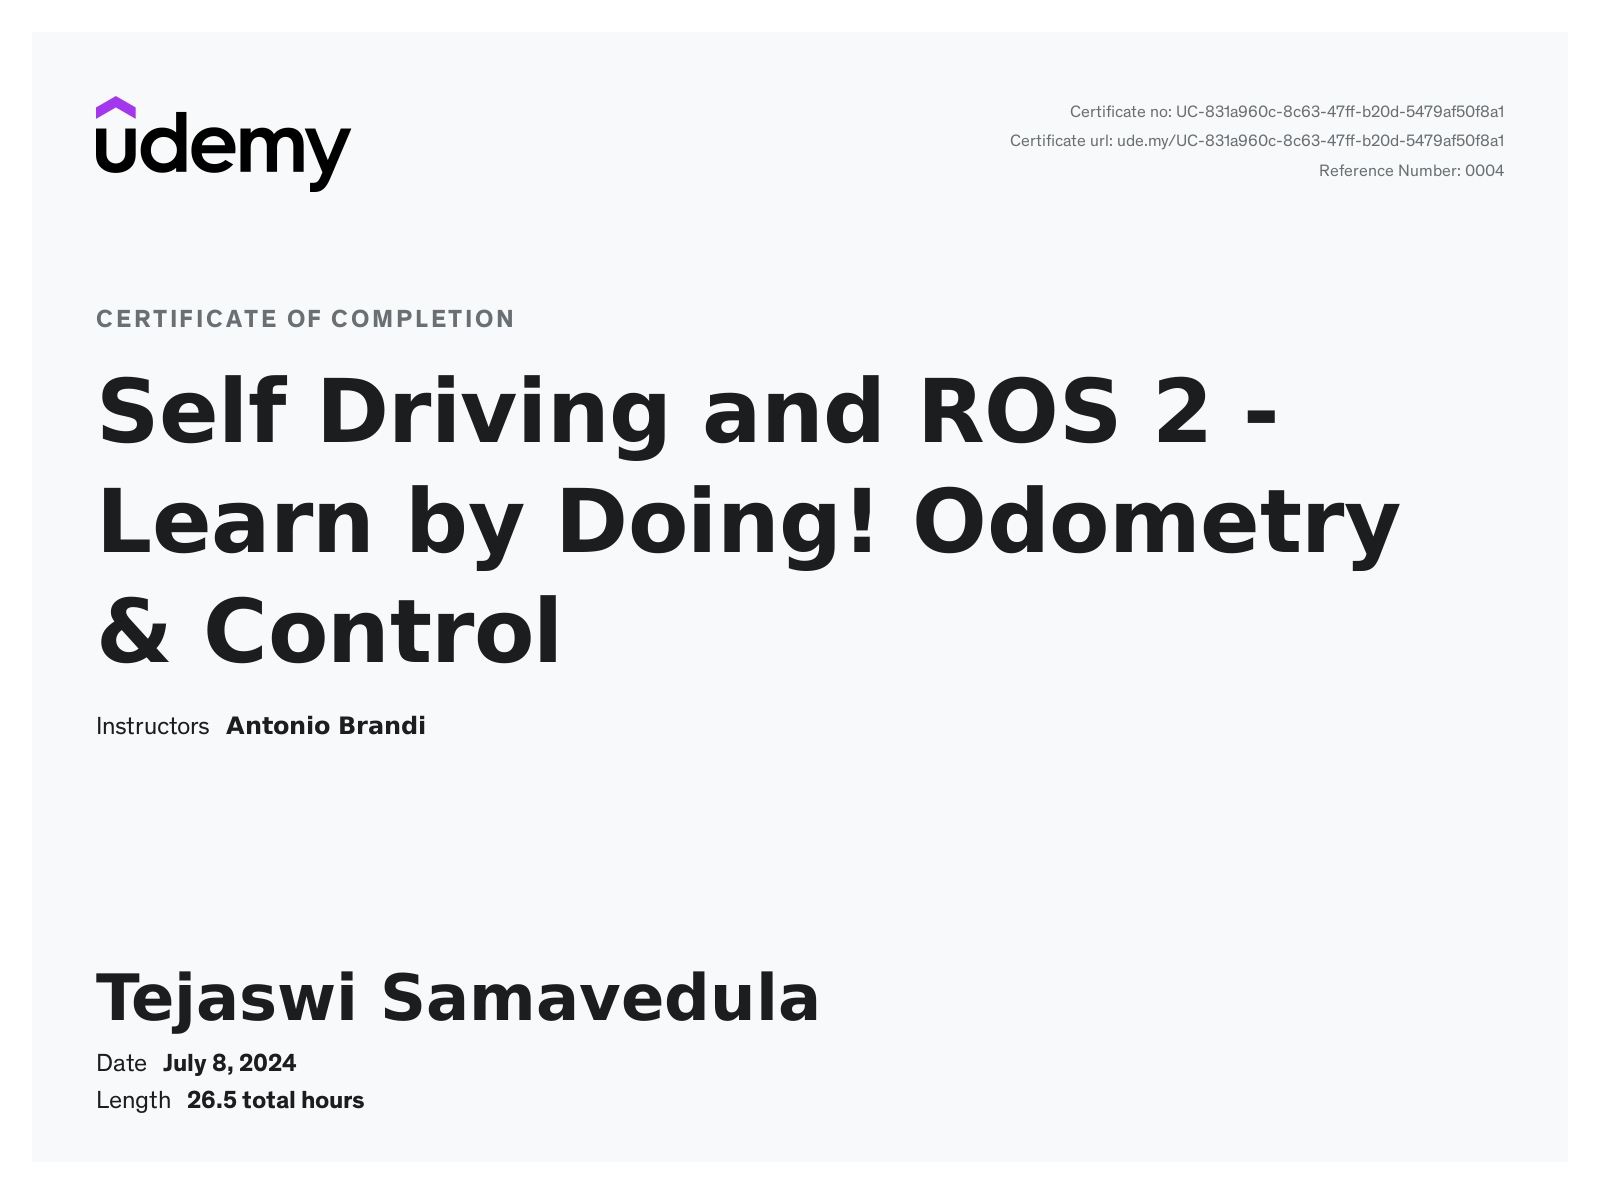 udemy
Certificate no: UC-831a960c-8c63-47ff-b20d-5479af50f8a1
Certificate url: ude.my/UC-831a960c-8c63-47ff-b20d-5479af50f8a1
Reference Number: 0004
CERTIFICATE OF COMPLETION
Self Driving and ROS 2 -
Learn by Doing! Odometry
& Control
Instructors Antonio Brandi
Tejaswi Samavedula
Date July 8, 2024
Length 26.5 total hours